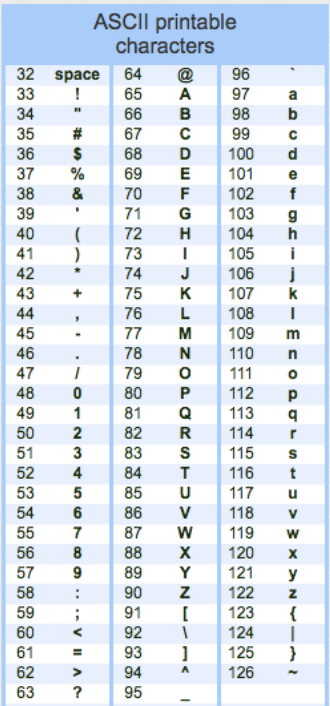 ASCII printable
characters
32 space 64 @ 96 `
33 ! 65 A 97 a
34 " 66 B 98 b
35 # 67 C 99 c
36 $ 68 D 100 d
37 % 69 E 101 e
38 & 70 F 102 f
39 ' 71 G 103 g
40 ( 72 H 104 h
41 ) 73 I 105 i
42 * 74 J 106 j
43 + 75 K 107 k
44 , 76 L 108 l
45 - 77 M 109 m
46 . 78 N 110 n
47 / 79 O 111 o
48 0 80 P 112 p
49 1 81 Q 113 q
50 2 82 R 114 r
51 3 83 S 115 s
52 4 84 T 116 t
53 5 85 U 117 u
54 6 86 V 118 v
55 7 87 W 119 w
56 8 88 X 120 x
57 9 89 Y 121 y
58 : 90 Z 122 z
59 ; 91 [ 123 {
60 < 92 \ 124 |
61 = 93 ] 125 }
62 > 94 ^ 126 ~
63 ? 95 _